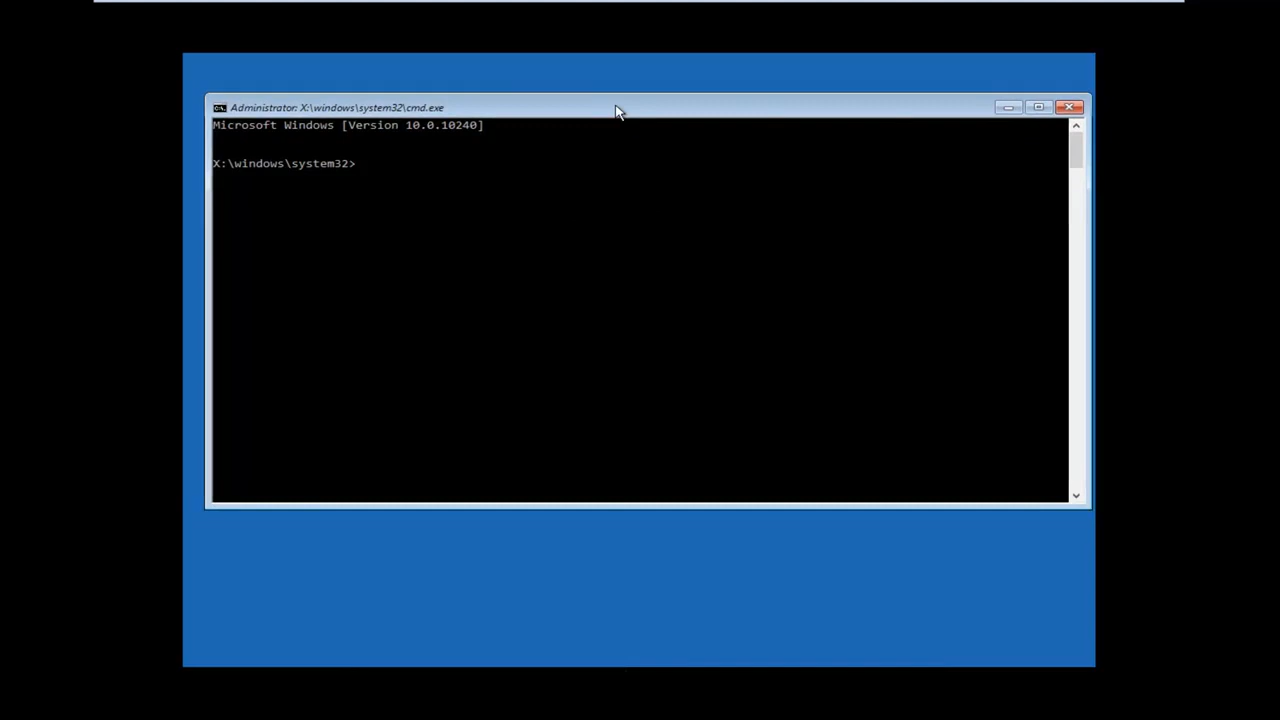 Administrator: X:\windows\system32\cmd.exe
Microsoft Windows [Version 10.0.10240]
X:\windows\system32>